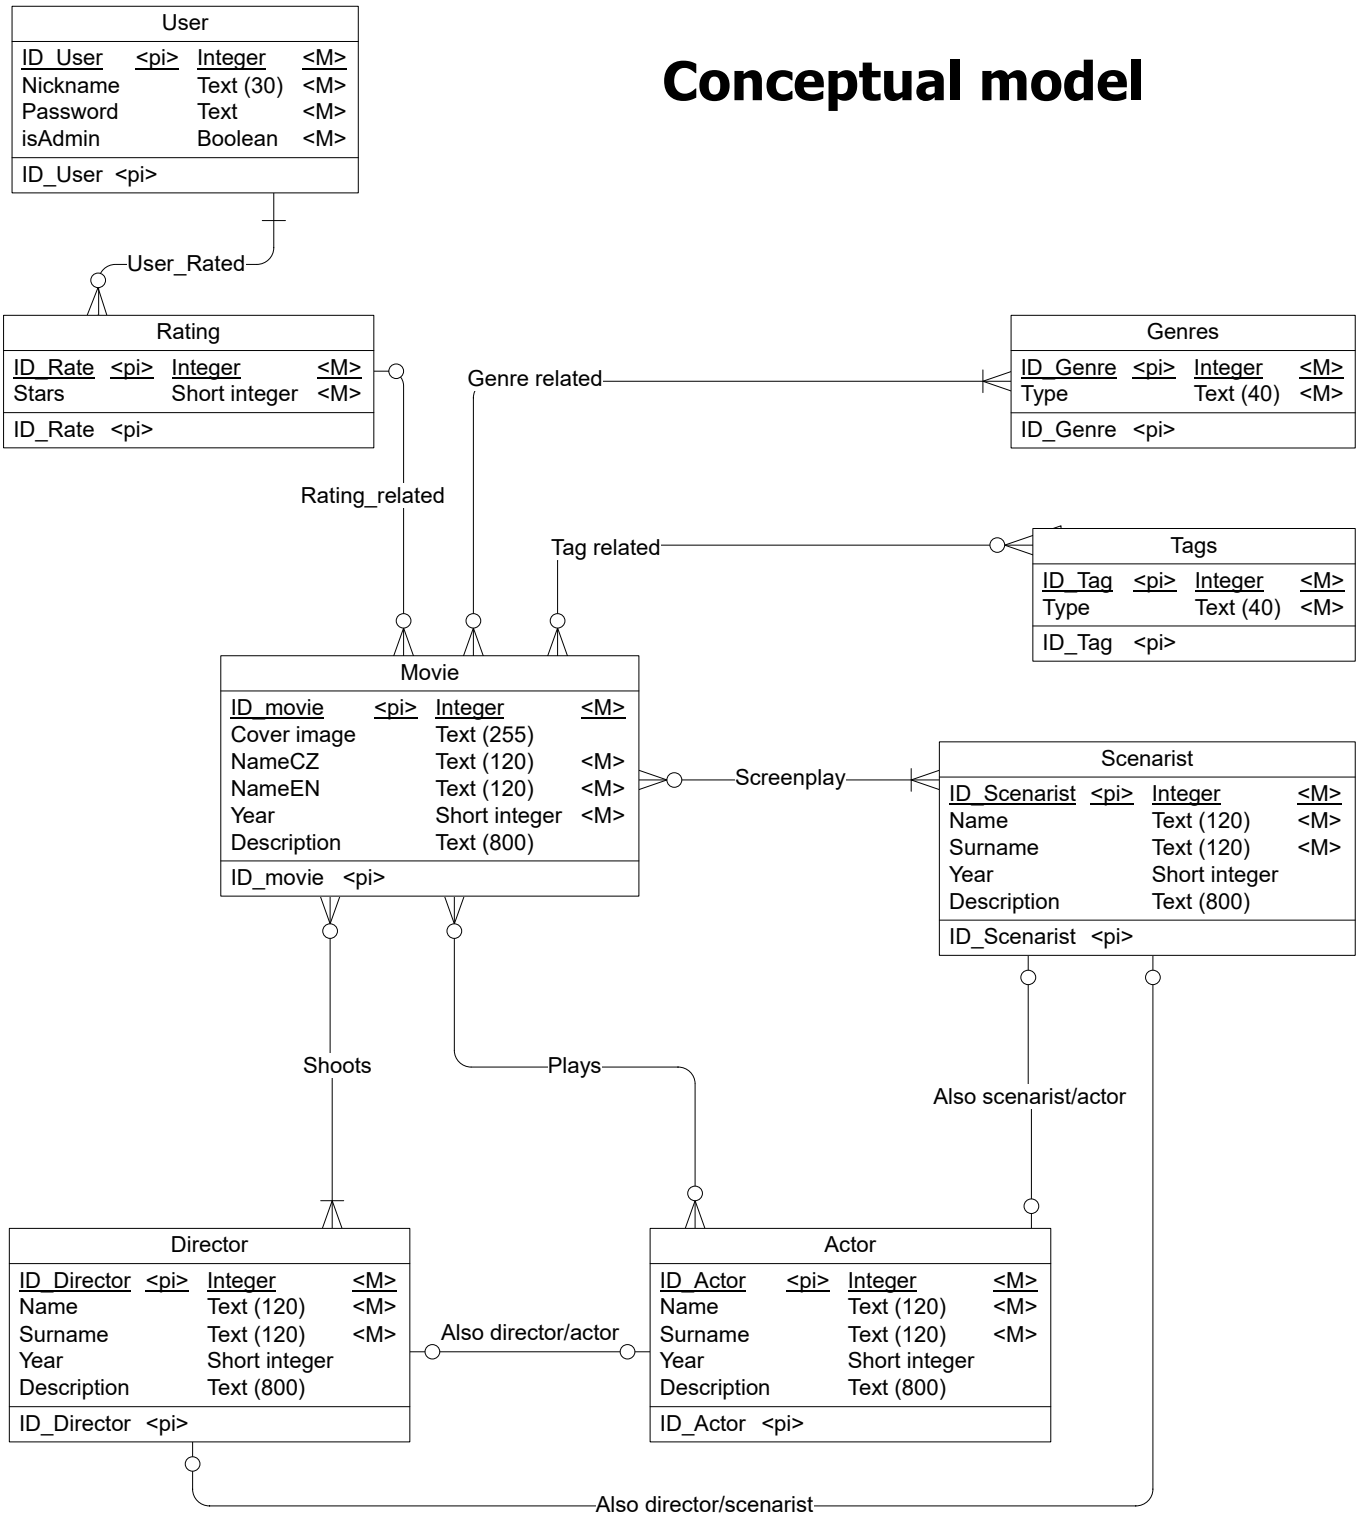 User
ID_User <pi> Integer <M>
Nickname Text (30) <M>
Password Text <M>
isAdmin Boolean <M>
ID_User <pi>
Conceptual model
User_Rated
Rating
ID_Rate <pi> Integer <M>
Stars Short integer <M>
ID_Rate <pi>
Genre related
Genres
ID_Genre <pi> Integer <M>
Type Text (40) <M>
ID_Genre <pi>
Rating_related
Tag related
Tags
ID_Tag <pi> Integer <M>
Type Text (40) <M>
ID_Tag <pi>
Movie
ID_movie <pi> Integer <M>
Cover image Text (255)
NameCZ Text (120) <M>
NameEN Text (120) <M>
Year Short integer <M>
Description Text (800)
ID_movie <pi>
Screenplay
Scenarist
ID_Scenarist <pi> Integer <M>
Name Text (120) <M>
Surname Text (120) <M>
Year Short integer
Description Text (800)
ID_Scenarist <pi>
Shoots
Plays
Also scenarist/actor
Director
ID_Director <pi> Integer <M>
Name Text (120) <M>
Surname Text (120) <M>
Year Short integer
Description Text (800)
ID_Director <pi>
Also director/actor
Actor
ID_Actor <pi> Integer <M>
Name Text (120) <M>
Surname Text (120) <M>
Year Short integer
Description Text (800)
ID_Actor <pi>
Also director/scenarist